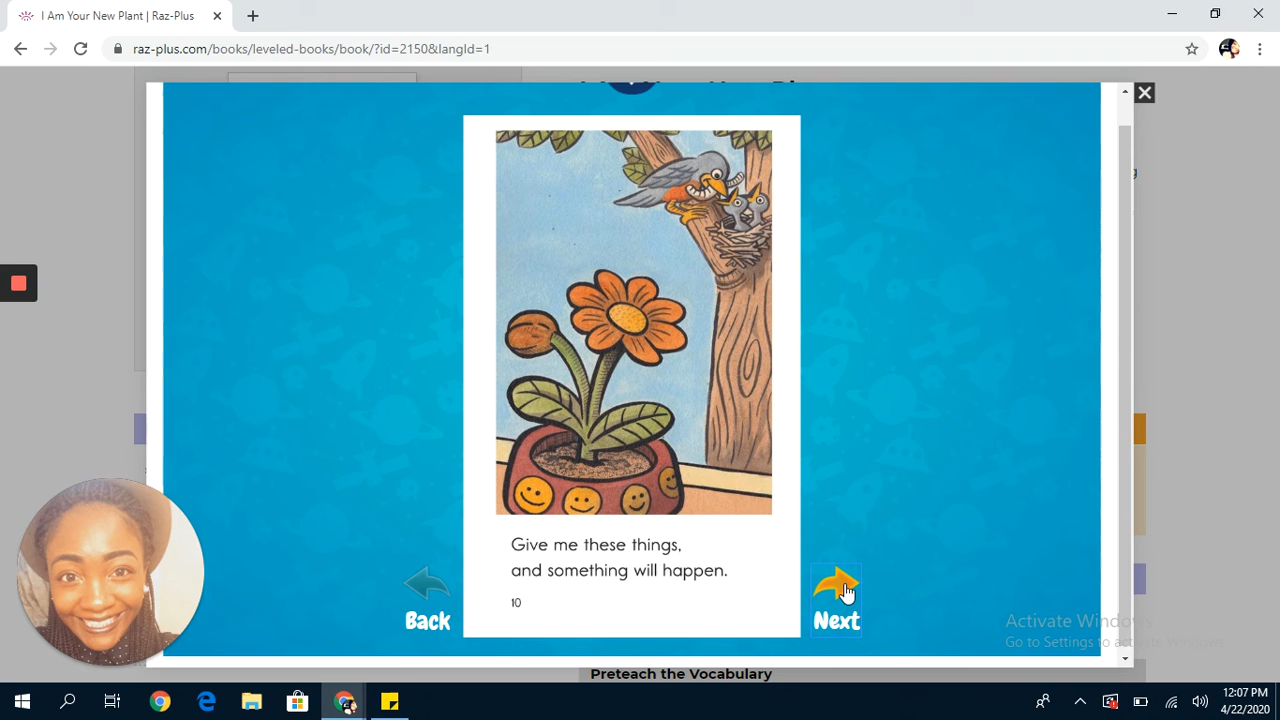 I Am Your New Plant | Raz-Plus
raz-plus.com/books/leveled-books/book/?id=2150&langId=1
Give me these things,
and something will happen.
10
Back
Next
Activate Windows
Go to Settings to activate Windows.
Preteach the Vocabulary
12:07 PM
4/22/2020